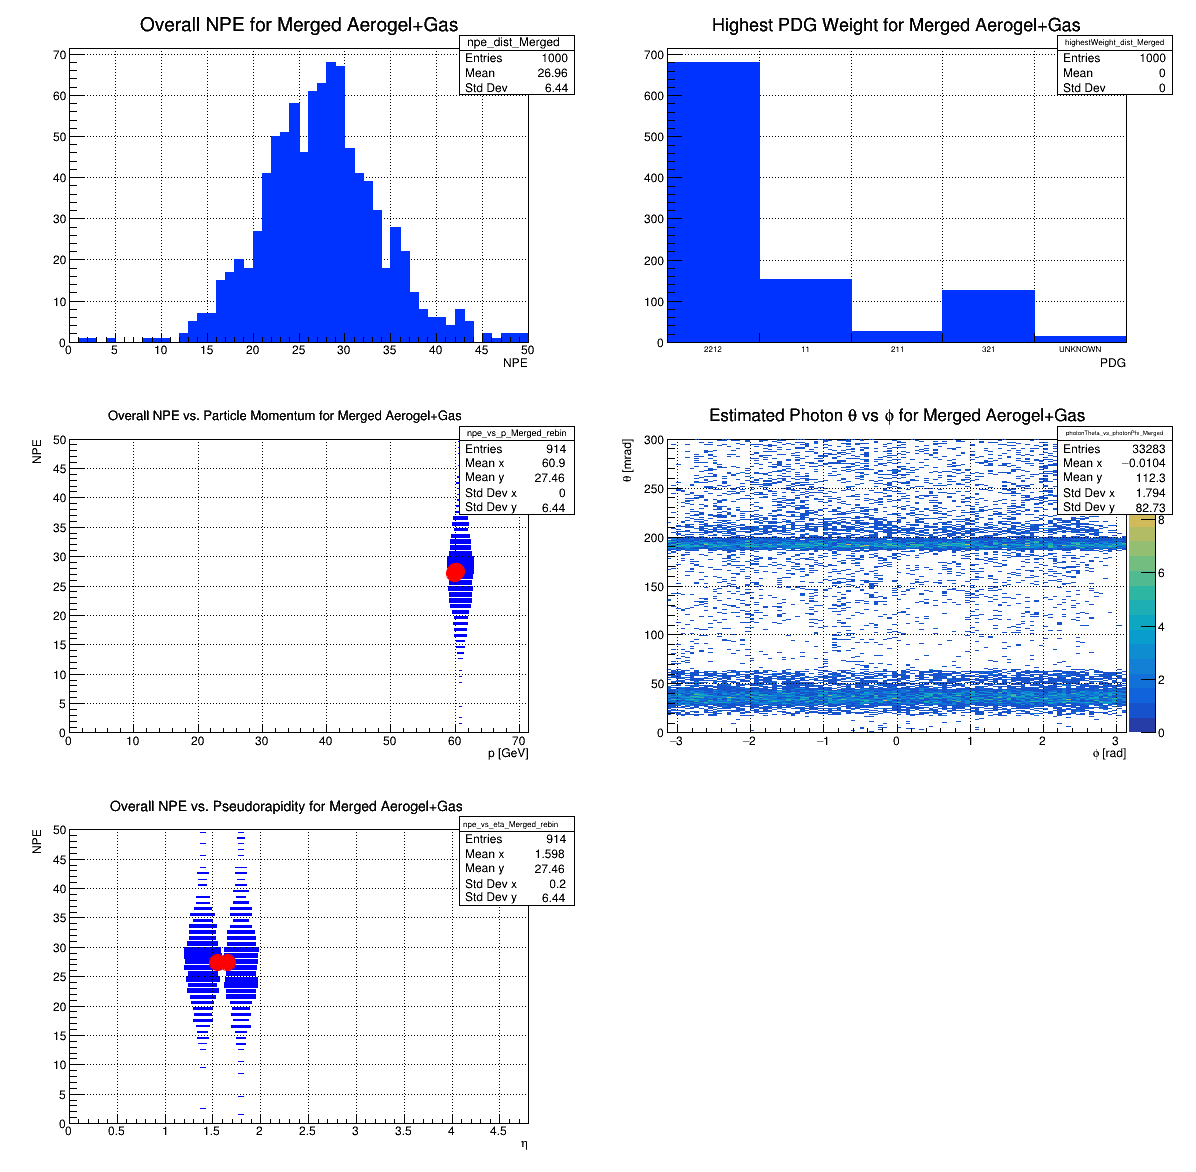 Overall NPE for Merged Aerogel+Gas
npe_dist_Merged
Entries 1000
Mean 26.96
Std Dev 6.44
70
60
50
40
30
20
10
0
0 5 10 15 20 25 30 35 40 45 50
NPE
Highest PDG Weight for Merged Aerogel+Gas
highestWeight_dist_Merged
Entries 1000
Mean 0
Std Dev 0
700
600
500
400
300
200
100
0
2212 11 211 321 UNKNOWN
PDG
Overall NPE vs. Particle Momentum for Merged Aerogel+Gas
npe_vs_p_Merged_rebin
Entries 914
Mean x 60.9
Mean y 27.46
Std Dev x 0
Std Dev y 6.44
NPE
50
45
40
35
30
25
20
15
10
5
0
0 10 20 30 40 50 60 70
p [GeV]
Estimated Photon θ vs ϕ for Merged Aerogel+Gas
photonTheta_vs_photonPhi_Merged
Entries 33283
Mean x −0.0104
Mean y 112.3
Std Dev x 1.794
Std Dev y 82.73
θ [mrad]
300
250
200
150
100
50
0
−3 −2 −1 0 1 2 3
ϕ [rad]
8
6
4
2
0
Overall NPE vs. Pseudorapidity for Merged Aerogel+Gas
npe_vs_eta_Merged_rebin
Entries 914
Mean x 1.598
Mean y 27.46
Std Dev x 0.2
Std Dev y 6.44
NPE
50
45
40
35
30
25
20
15
10
5
0
0 0.5 1 1.5 2 2.5 3 3.5 4 4.5
η